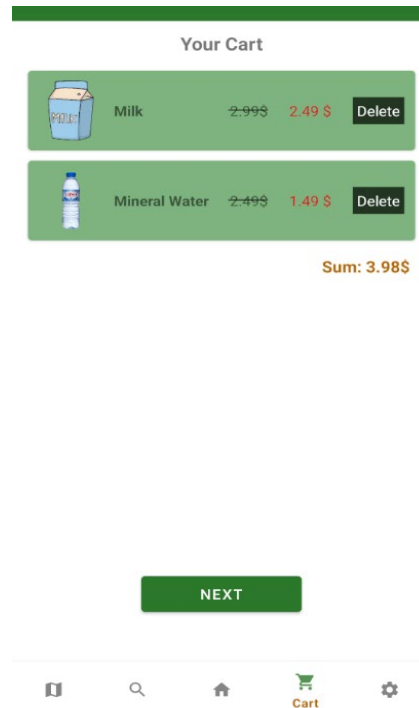 Your Cart
MILK
Milk 2.99$ 2.49 $ Delete
Mineral Water 2.49$ 1.49 $ Delete
Sum: 3.98$
NEXT
Cart